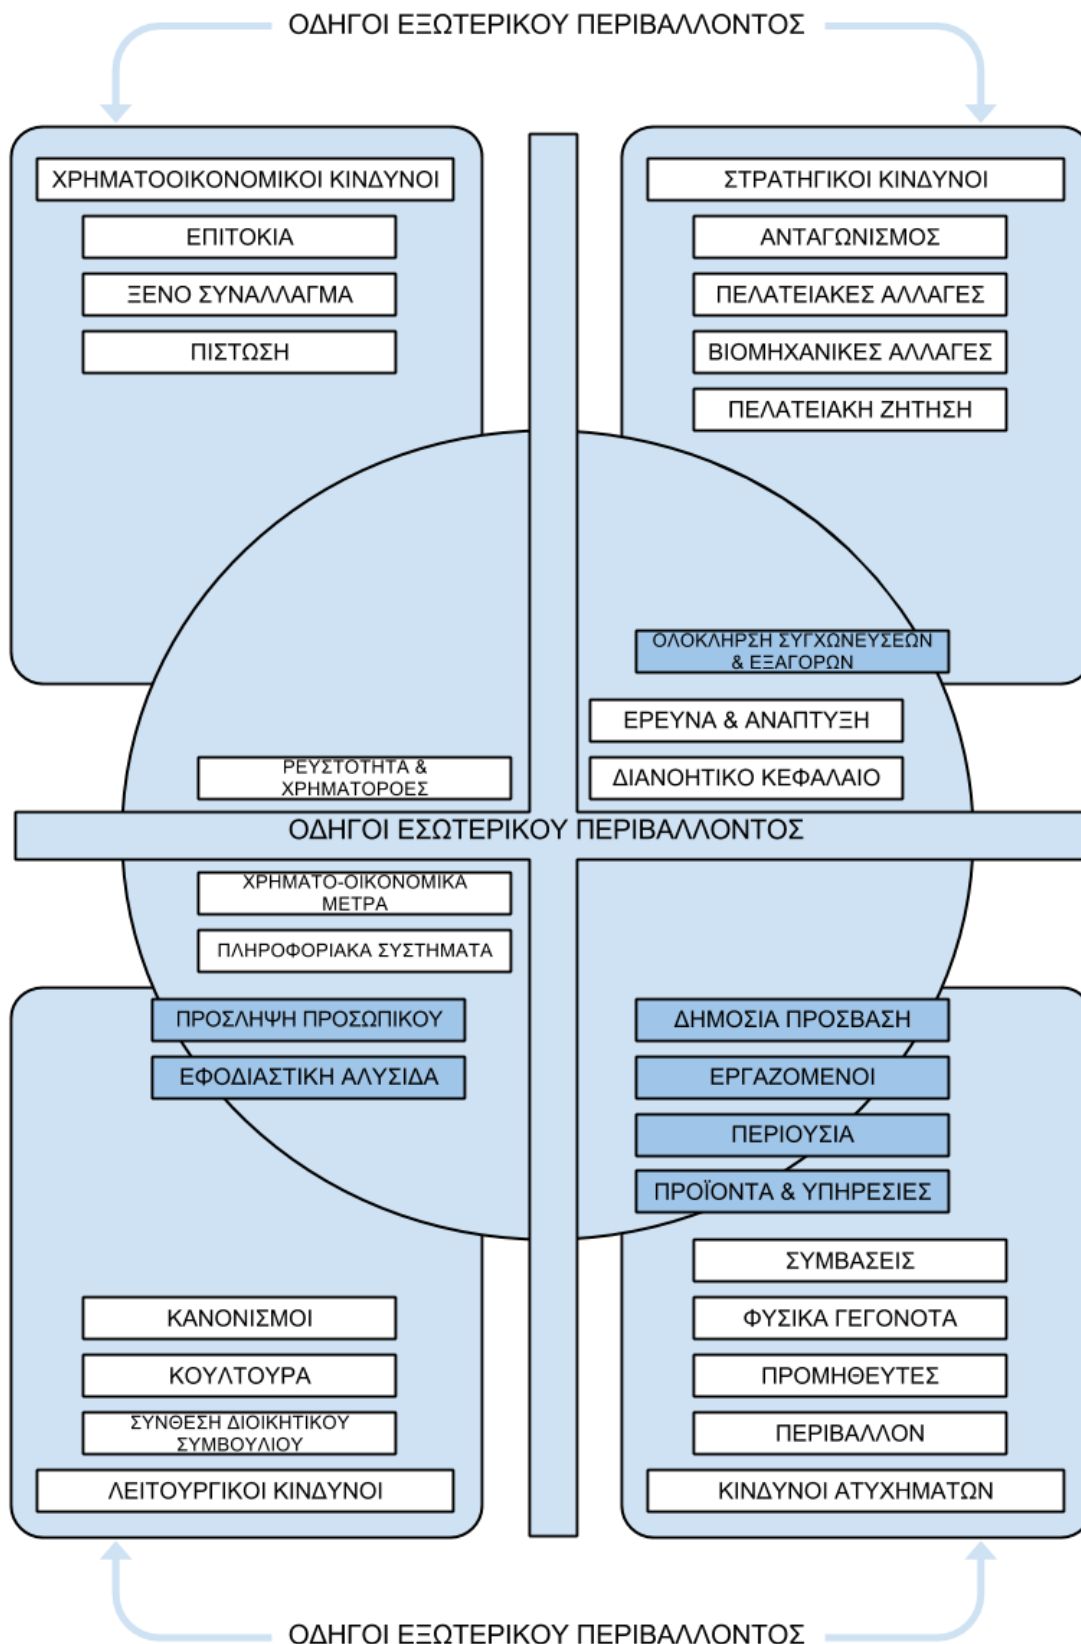 ΟΔΗΓΟΙ ΕΞΩΤΕΡΙΚΟΥ ΠΕΡΙΒΑΛΛΟΝΤΟΣ
ΧΡΗΜΑΤΟΟΙΚΟΝΟΜΙΚΟΙ ΚΙΝΔΥΝΟΙ
ΕΠΙΤΟΚΙΑ
ΞΕΝΟ ΣΥΝΑΛΛΑΓΜΑ
ΠΙΣΤΩΣΗ
ΣΤΡΑΤΗΓΙΚΟΙ ΚΙΝΔΥΝΟΙ
ΑΝΤΑΓΩΝΙΣΜΟΣ
ΠΕΛΑΤΕΙΑΚΕΣ ΑΛΛΑΓΕΣ
ΒΙΟΜΗΧΑΝΙΚΕΣ ΑΛΛΑΓΕΣ
ΠΕΛΑΤΕΙΑΚΗ ΖΗΤΗΣΗ
ΟΛΟΚΛΗΡΣΗ ΣΥΓΧΩΝΕΥΣΕΩΝ
& ΕΞΑΓΟΡΩΝ
ΕΡΕΥΝΑ & ΑΝΑΠΤΥΞΗ
ΔΙΑΝΟΗΤΙΚΟ ΚΕΦΑΛΑΙΟ
ΡΕΥΣΤΟΤΗΤΑ &
ΧΡΗΜΑΤΟΡΟΕΣ
ΟΔΗΓΟΙ ΕΣΩΤΕΡΙΚΟΥ ΠΕΡΙΒΑΛΛΟΝΤΟΣ
ΧΡΗΜΑΤΟ-ΟΙΚΟΝΟΜΙΚΑ
ΜΕΤΡΑ
ΠΛΗΡΟΦΟΡΙΑΚΑ ΣΥΣΤΗΜΑΤΑ
ΠΡΟΣΛΗΨΗ ΠΡΟΣΩΠΙΚΟΥ
ΕΦΟΔΙΑΣΤΙΚΗ ΑΛΥΣΙΔΑ
ΚΑΝΟΝΙΣΜΟΙ
ΚΟΥΛΤΟΥΡΑ
ΣΥΝΘΕΣΗ ΔΙΟΙΚΗΤΙΚΟΥ
ΣΥΜΒΟΥΛΙΟΥ
ΛΕΙΤΟΥΡΓΙΚΟΙ ΚΙΝΔΥΝΟΙ
ΔΗΜΟΣΙΑ ΠΡΟΣΒΑΣΗ
ΕΡΓΑΖΟΜΕΝΟΙ
ΠΕΡΙΟΥΣΙΑ
ΠΡΟΪΟΝΤΑ & ΥΠΗΡΕΣΙΕΣ
ΣΥΜΒΑΣΕΙΣ
ΦΥΣΙΚΑ ΓΕΓΟΝΟΤΑ
ΠΡΟΜΗΘΕΥΤΕΣ
ΠΕΡΙΒΑΛΛΟΝ
ΚΙΝΔΥΝΟΙ ΑΤΥΧΗΜΑΤΩΝ
ΟΔΗΓΟΙ ΕΞΩΤΕΡΙΚΟΥ ΠΕΡΙΒΑΛΛΟΝΤΟΣ